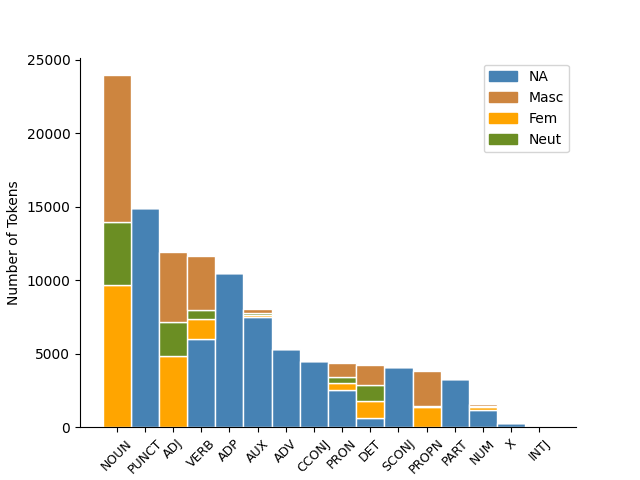 25000
20000
15000
10000
5000
0
Number of Tokens
NA
Masc
Fem
Neut
NOUN
PUNCT
ADJ
VERB
ADP
AUX
ADV
CCONJ
PRON
DET
SCONJ
PROPN
PART
NUM
X
INTJ